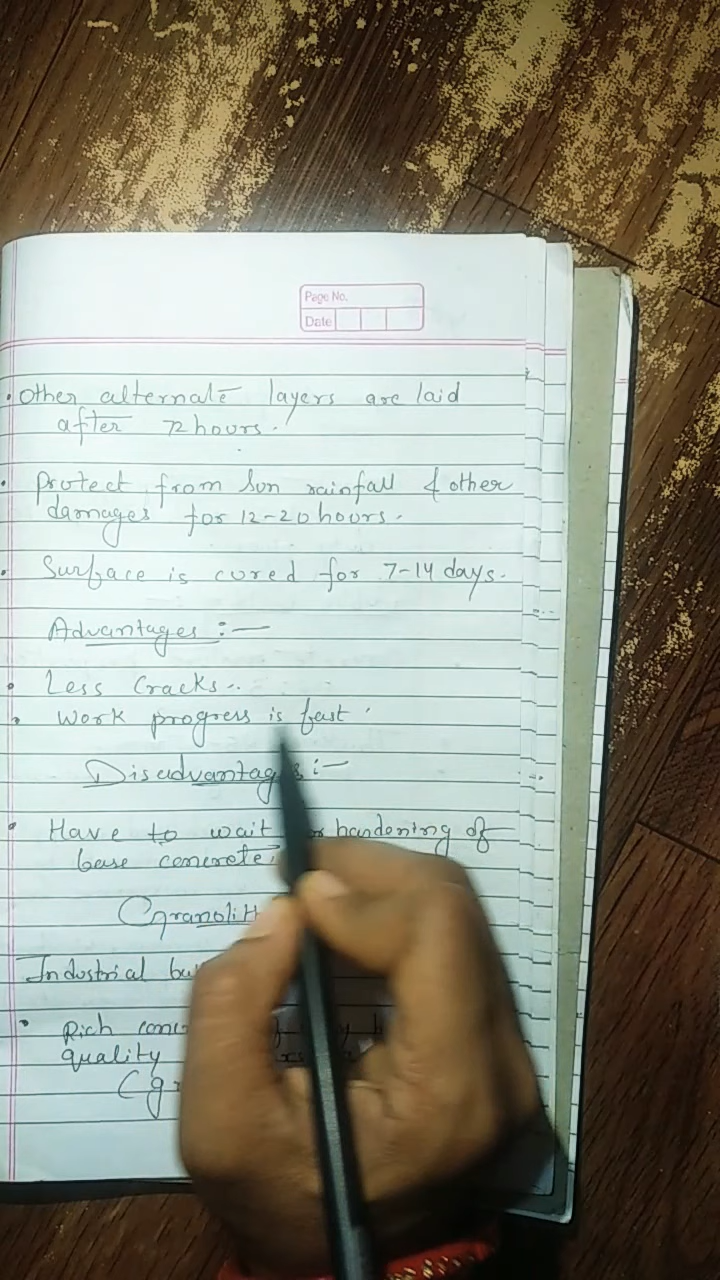 Page No.
Date
• Other alternate layers are laid
after 72 hours.
• Protect from Sun rainfall & other
damages for 12-20 hours.
• Surface is cured for 7-14 days.
Advantages :—
• Less Cracks..
• Work progress is fast.
Disadvantages :—
• Have to wait hardening of
base concrete.
Industrial
• Rich
quality